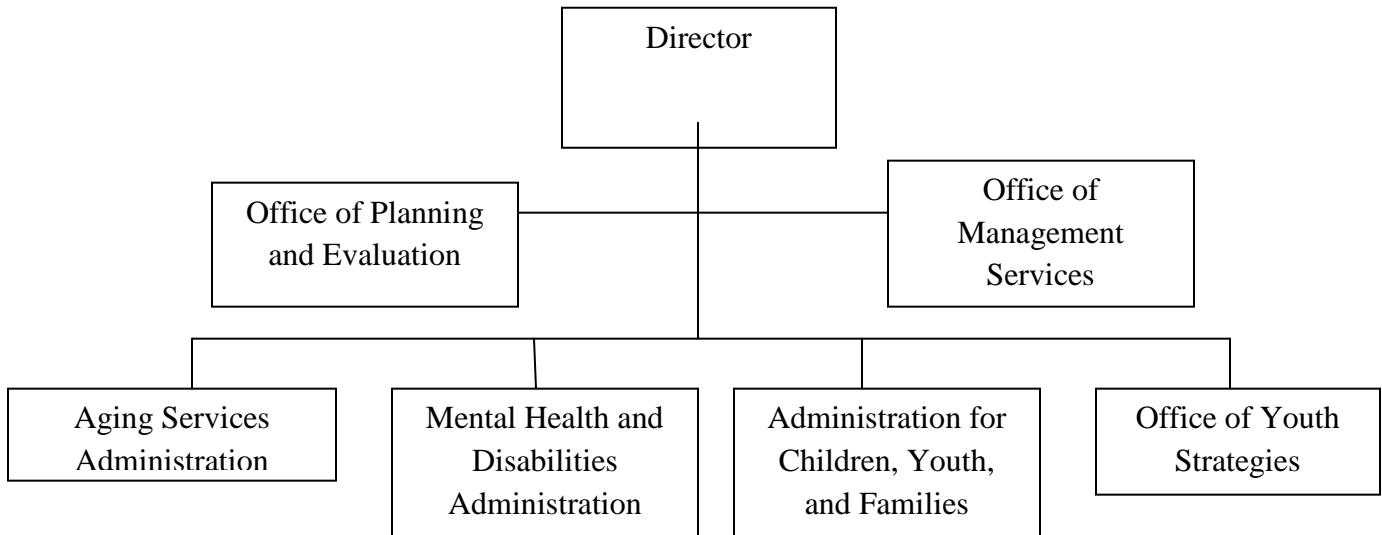 Director
Office of Planning
and Evaluation
Office of
Management
Services
Aging Services
Administration
Mental Health and
Disabilities
Administration
Administration for
Children, Youth,
and Families
Office of Youth
Strategies